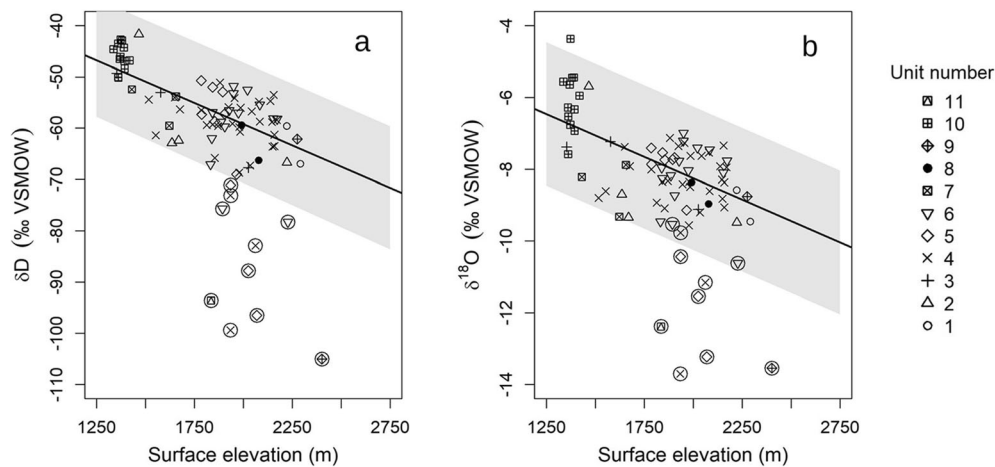 a
-40
-50
-60
-70
-80
-90
-100
-110
δD (‰ VSMOW)
1250 1750 2250 2750
Surface elevation (m)
b
-4
-6
-8
-10
-12
-14
δ18O (‰ VSMOW)
1250 1750 2250 2750
Surface elevation (m)
Unit number
11
10
9
8
7
6
5
4
3
2
1